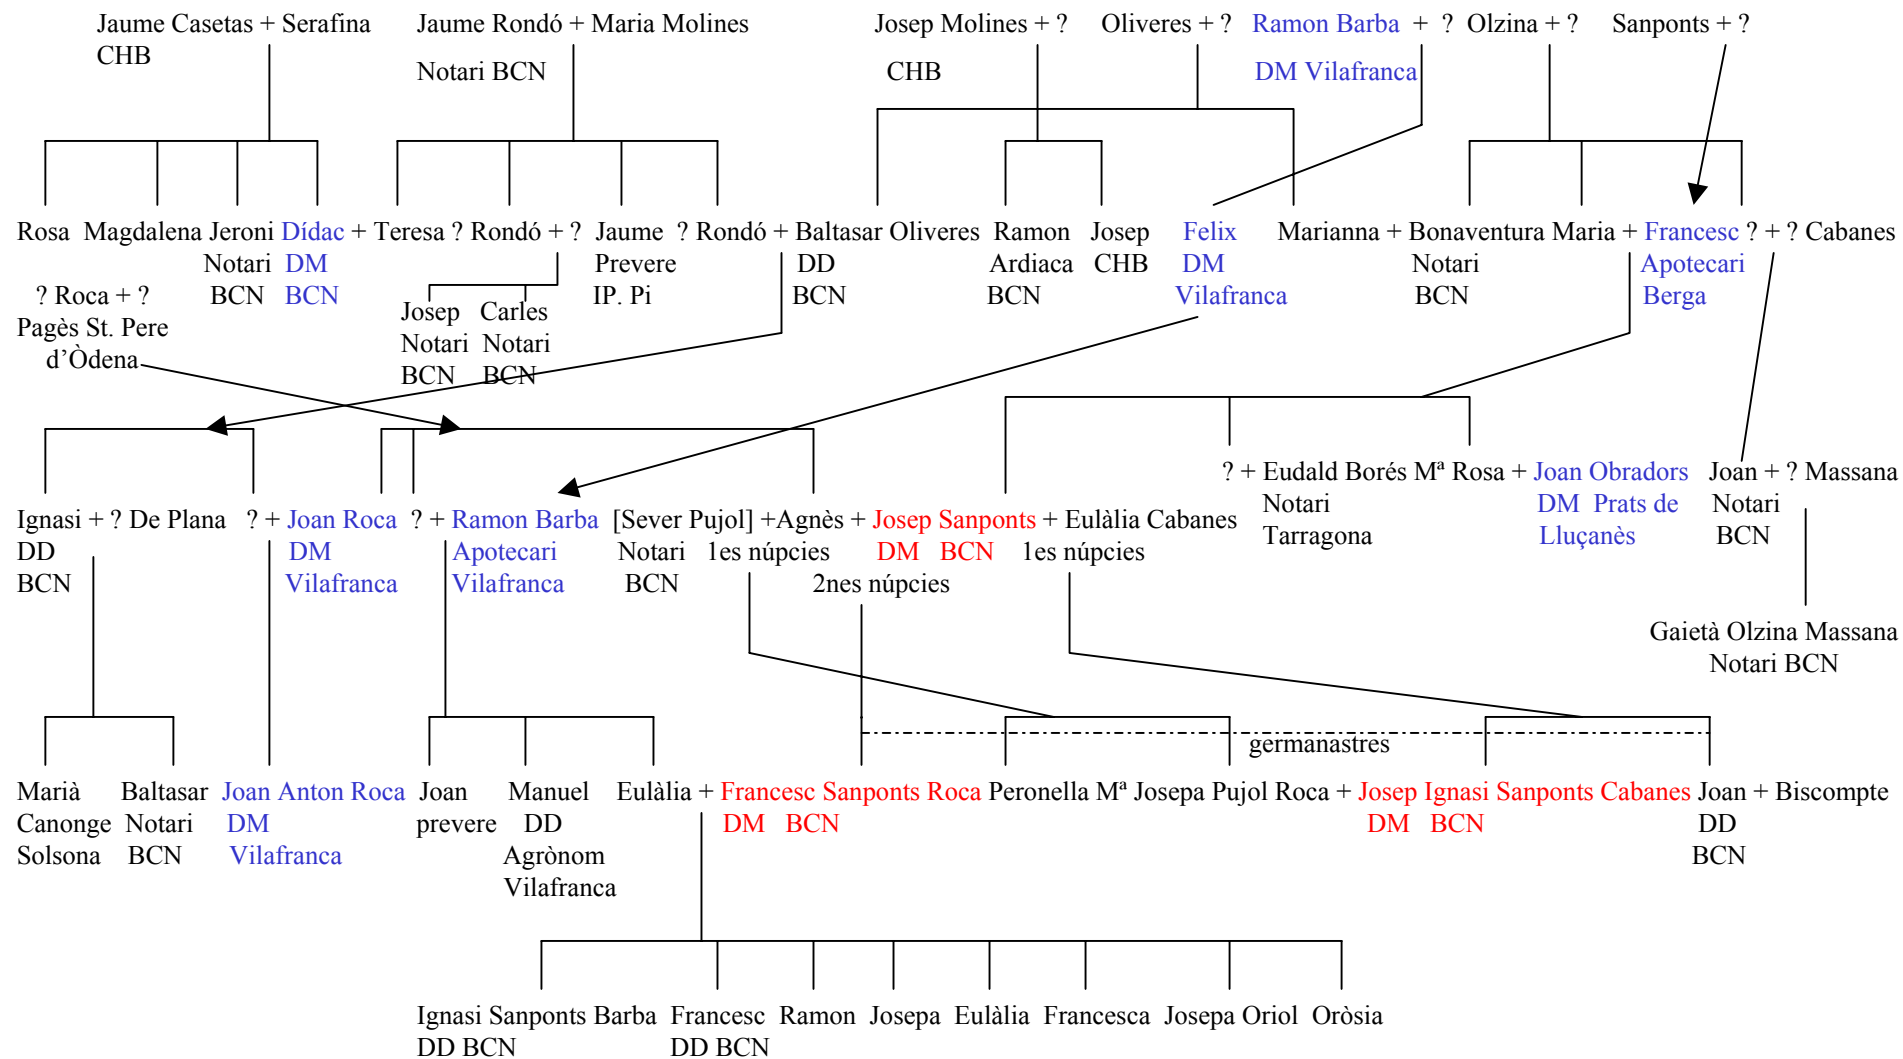 Jaume Casetas + Serafina Jaume Rondó + Maria Molines Josep Molines + ? Oliveres + ? Ramon Barba + ? Olzina + ? Sanponts + ?
CHB Notari BCN CHB DM Vilafranca
Rosa Magdalena Jeroni Dídac + Teresa ? Rondó + ? Jaume ? Rondó + Baltasar Oliveres Ramon Josep Felix Marianna + Bonaventura Maria + Francesc ? + ? Cabanes
Notari DM Prevere DD Ardiaca CHB DM Notari Apotecari
BCN BCN IP. Pi BCN BCN Vilafranca BCN Berga
? Roca + ?
Pagès St. Pere
d'Òdena
Josep Carles
Notari Notari
BCN BCN
? + Eudald Borés Mª Rosa + Joan Obradors Joan + ? Massana
Notari DM Prats de Notari
Tarragona Lluçanès BCN
Ignasi + ? De Plana ? + Joan Roca ? + Ramon Barba [Sever Pujol] +Agnès + Josep Sanponts + Eulàlia Cabanes
DD DM Apotecari Notari 1es núpcies DM BCN 1es núpcies
BCN Vilafranca Vilafranca BCN 2nes núpcies
Gaietà Olzina Massana
Notari BCN
germanastres
Marià Baltasar Joan Anton Roca Joan Manuel Eulàlia + Francesc Sanponts Roca Peronella Mª Josepa Pujol Roca + Josep Ignasi Sanponts Cabanes Joan + Biscompte
Canonge Notari DM prevere DD DM BCN DM BCN DD
Solsona BCN Vilafranca Agrònom BCN
Vilafranca
Ignasi Sanponts Barba Francesc Ramon Josepa Eulàlia Francesca Josepa Oriol Oròsia
DD BCN DD BCN